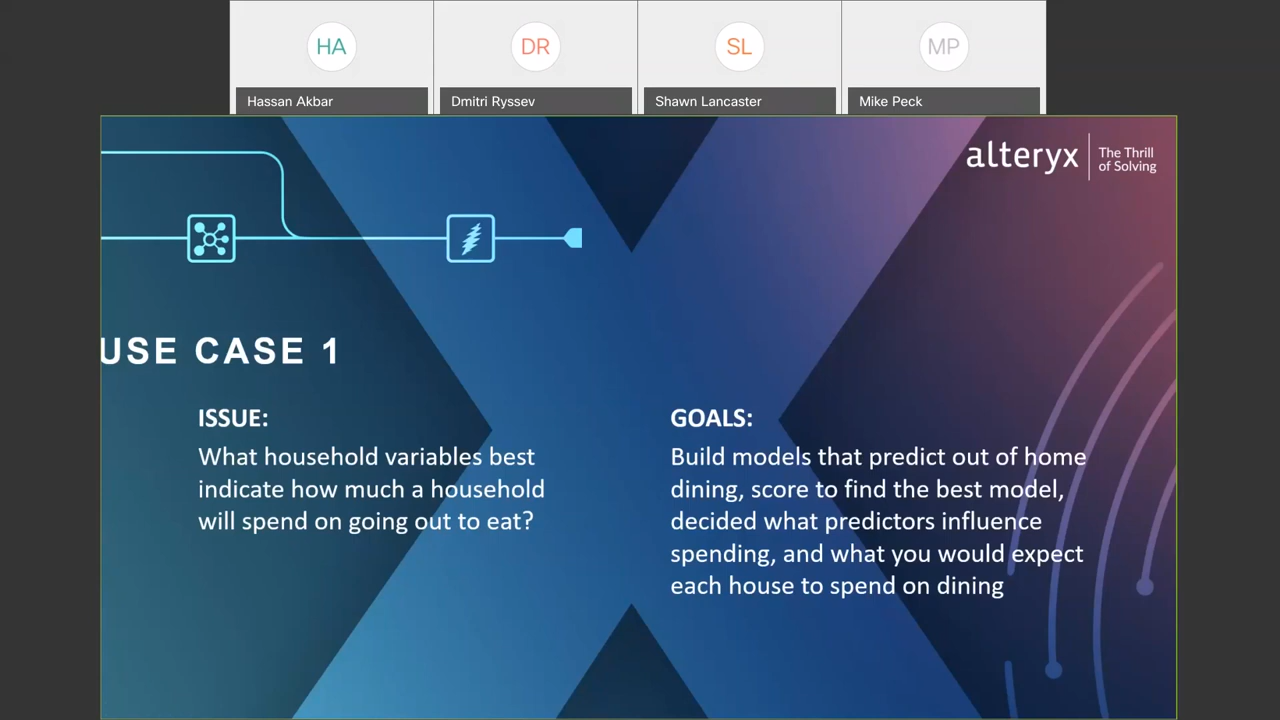 HA
DR
SL
MP
Hassan Akbar
Dmitri Ryssev
Shawn Lancaster
Mike Peck
alteryx
The Thrill
of Solving
USE CASE 1
ISSUE:
What household variables best
indicate how much a household
will spend on going out to eat?
GOALS:
Build models that predict out of home
dining, score to find the best model,
decided what predictors influence
spending, and what you would expect
each house to spend on dining